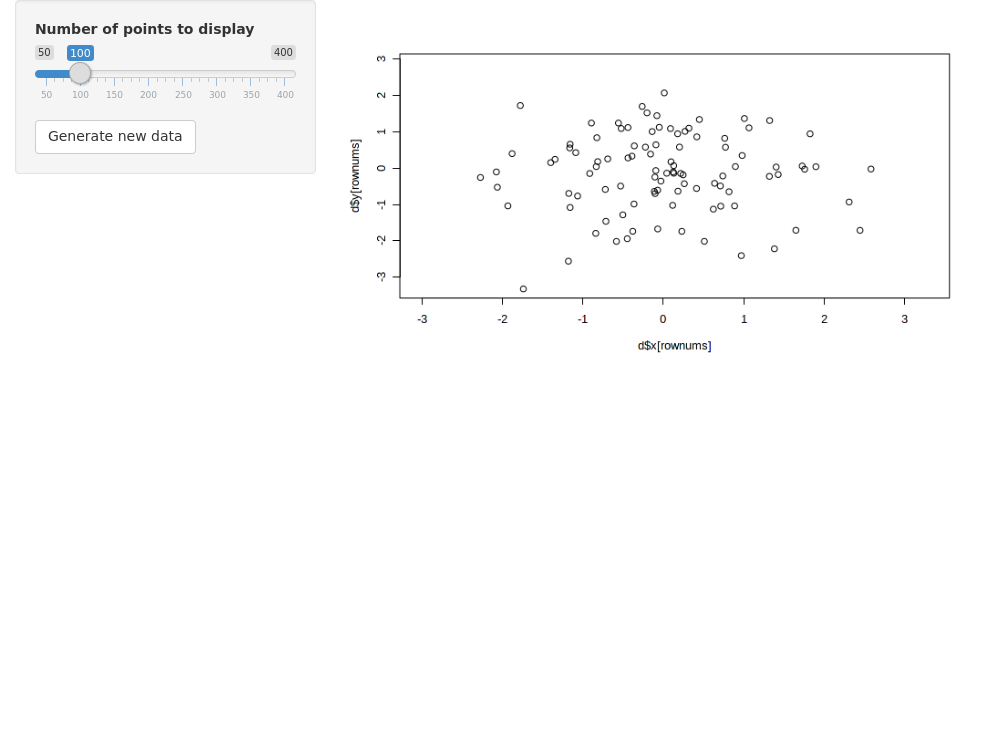 Number of points to display
50 100 400
50 100 150 200 250 300 350 400
Generate new data
3
2
1
0
-1
-2
-3
d$y[rownums]
-3 -2 -1 0 1 2 3
d$x[rownums]